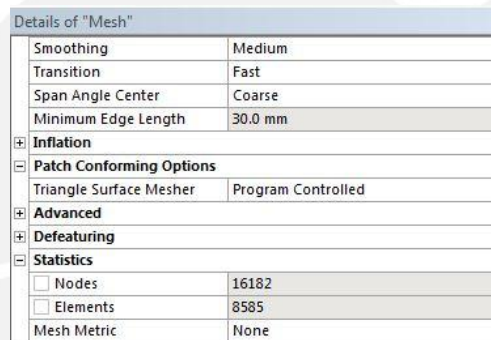 Details of "Mesh"
Smoothing Medium
Transition Fast
Span Angle Center Coarse
Minimum Edge Length 30.0 mm
Inflation
Patch Conforming Options
Triangle Surface Mesher Program Controlled
Advanced
Defeaturing
Statistics
Nodes 16182
Elements 8585
Mesh Metric None